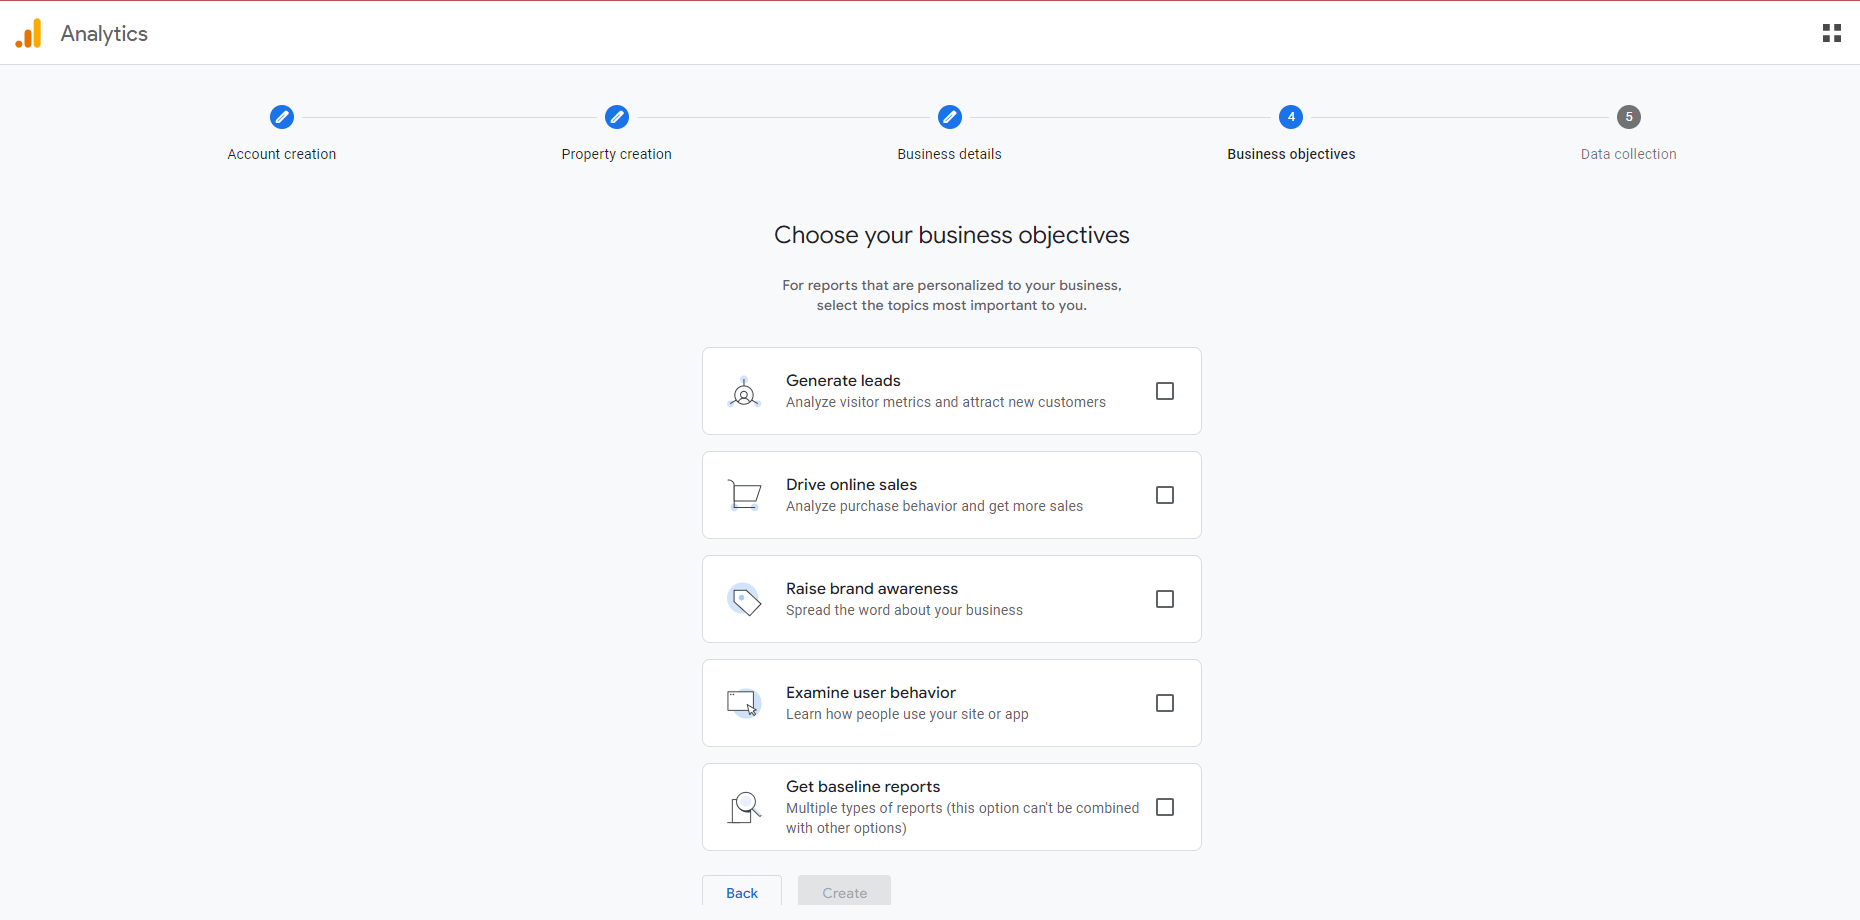 Analytics
4
5
Account creation
Property creation
Business details
Business objectives
Data collection
Choose your business objectives
For reports that are personalized to your business,
select the topics most important to you.
Generate leads
Analyze visitor metrics and attract new customers
Drive online sales
Analyze purchase behavior and get more sales
Raise brand awareness
Spread the word about your business
Examine user behavior
Learn how people use your site or app
Get baseline reports
Multiple types of reports (this option can't be combined
with other options)
Back
Create